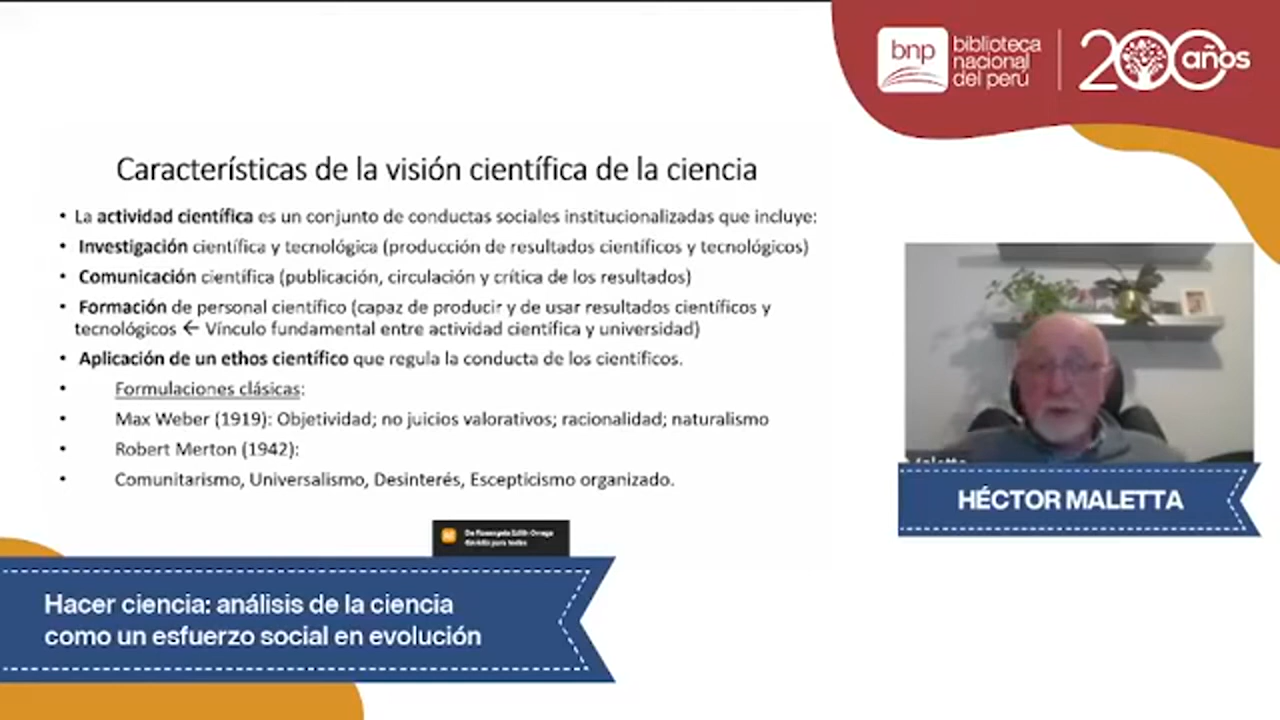 bnp
biblioteca
nacional
del perú
200 años
Características de la visión científica de la ciencia
• La actividad científica es un conjunto de conductas sociales institucionalizadas que incluye:
• Investigación científica y tecnológica (producción de resultados científicos y tecnológicos)
• Comunicación científica (publicación, circulación y crítica de los resultados)
• Formación de personal científico (capaz de producir y de usar resultados científicos y
tecnológicos ← Vínculo fundamental entre actividad científica y universidad)
• Aplicación de un ethos científico que regula la conducta de los científicos.
• Formulaciones clásicas:
• Max Weber (1919): Objetividad; no juicios valorativos; racionalidad; naturalismo
• Robert Merton (1942):
• Comunitarismo, Universalismo, Desinterés, Escepticismo organizado.
HÉCTOR MALETTA
Hacer ciencia: análisis de la ciencia
como un esfuerzo social en evolución